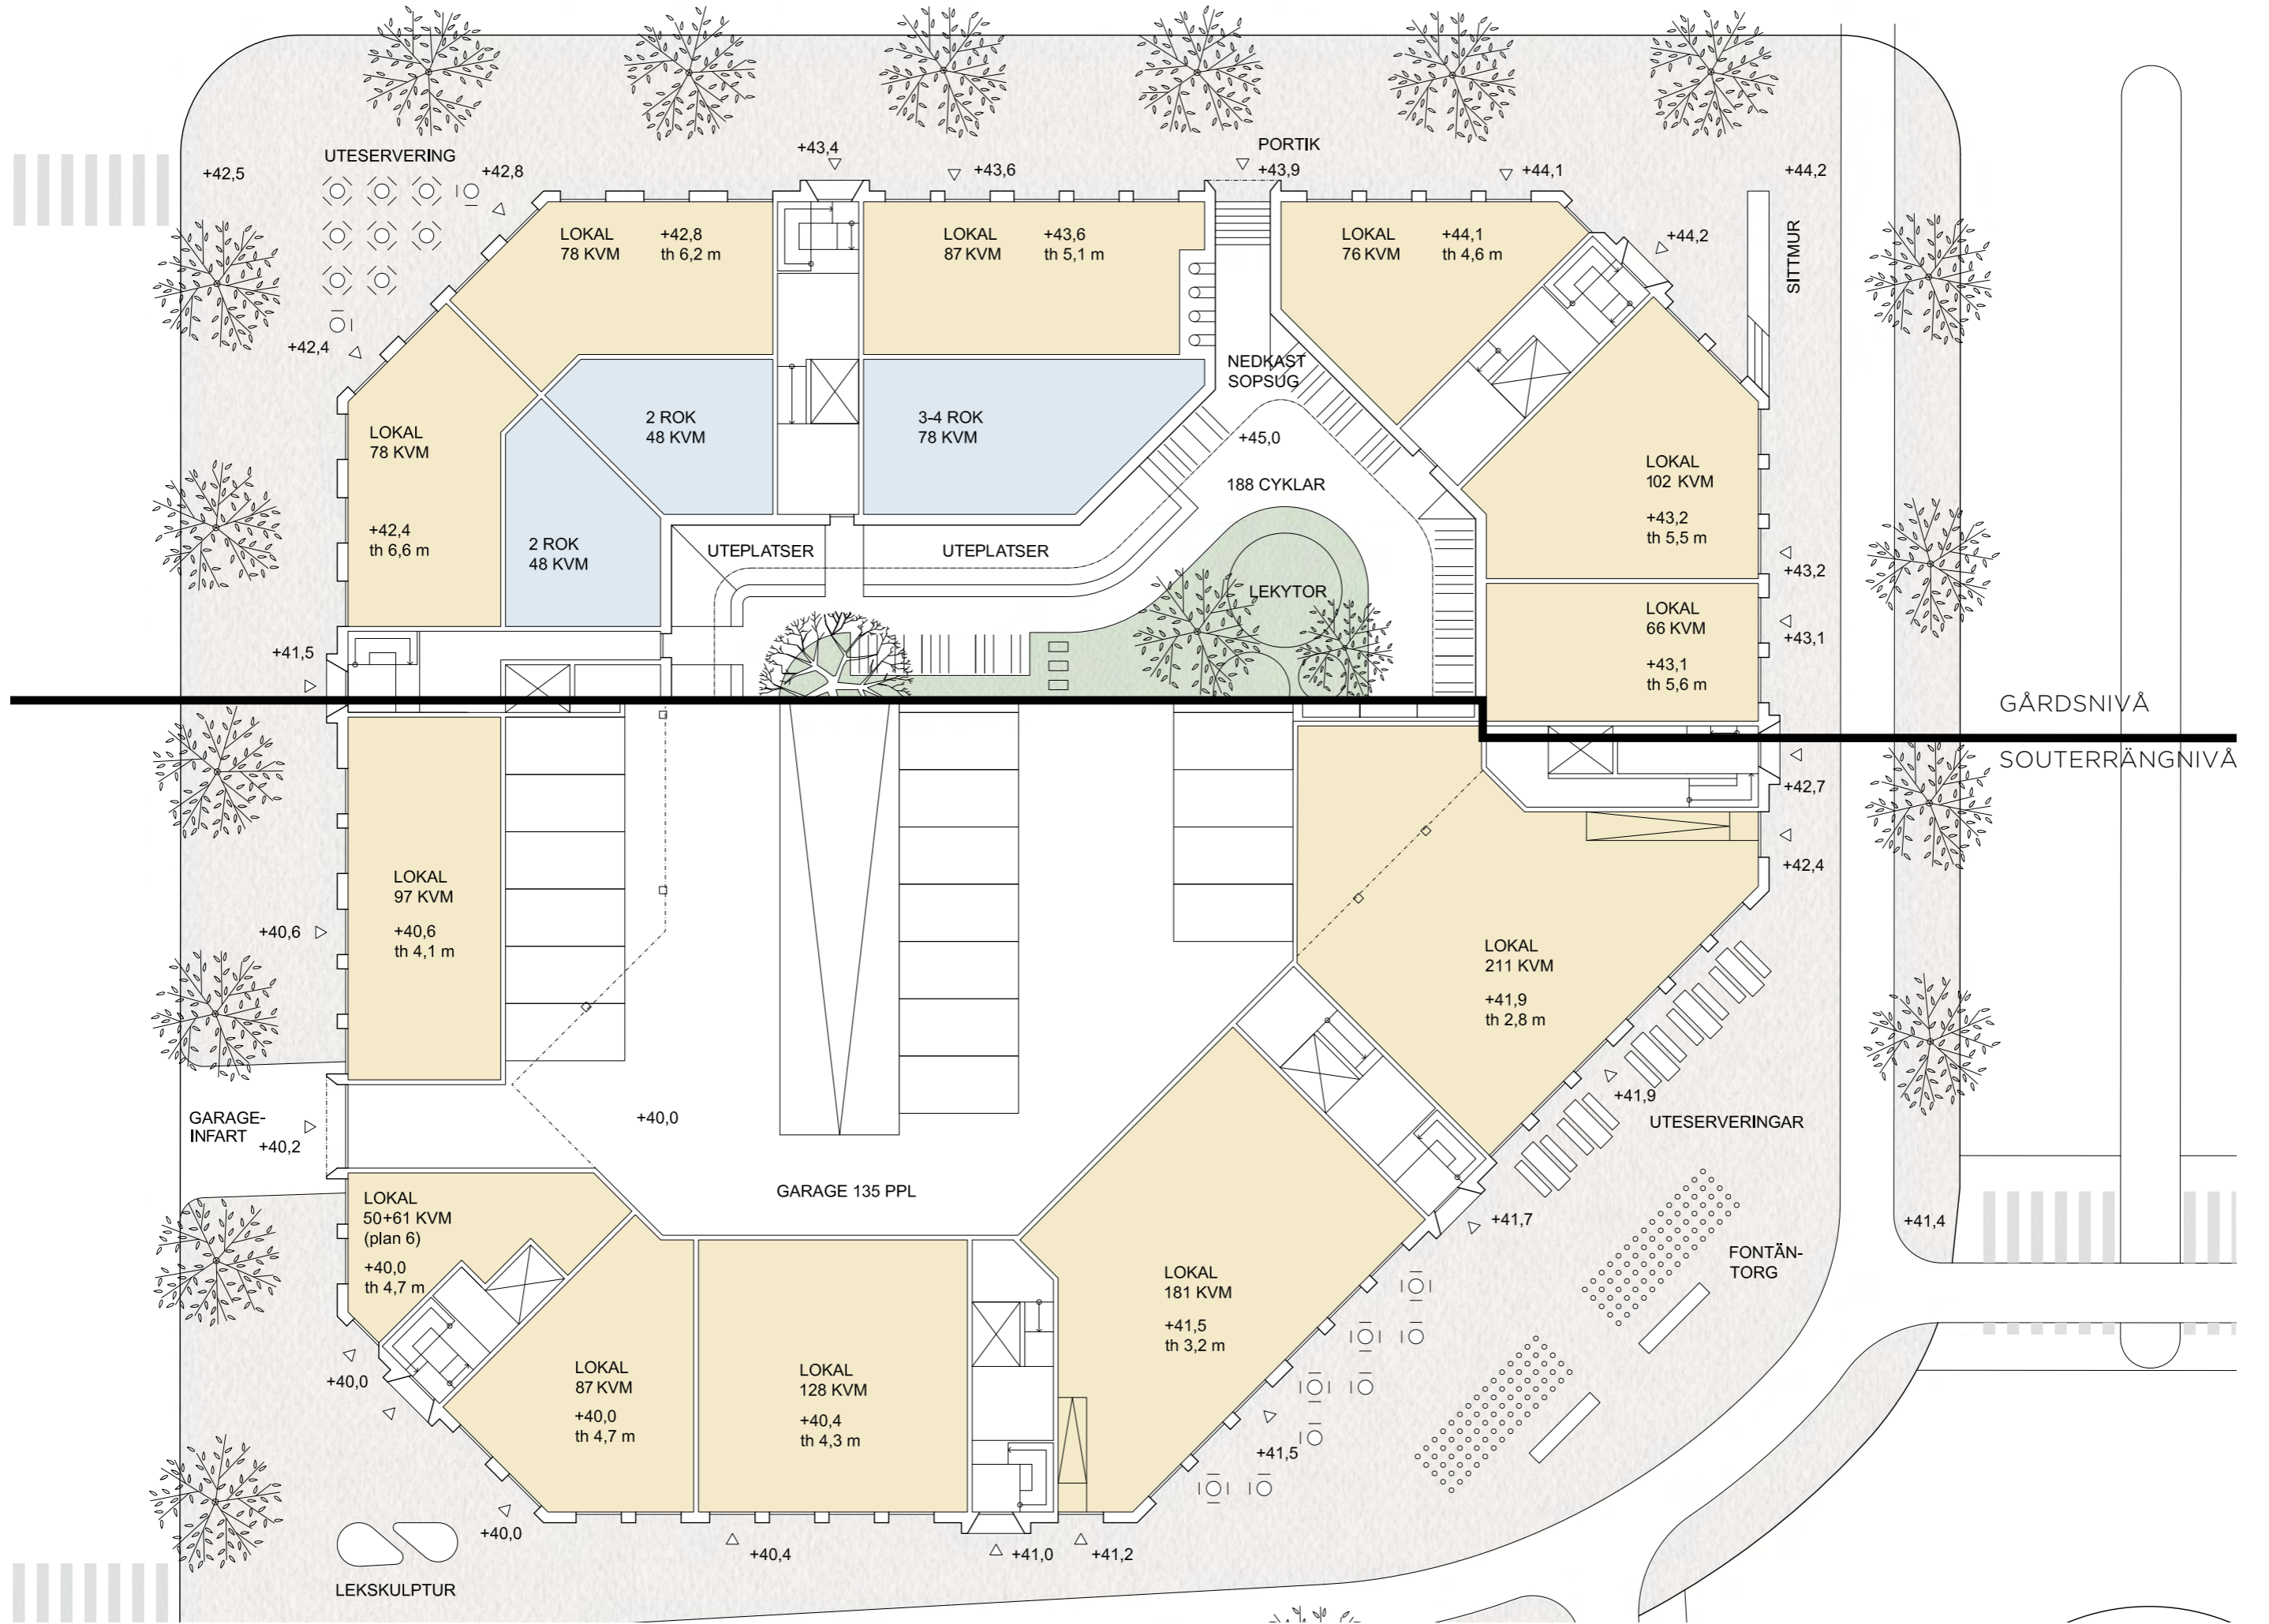 +43,4
PORTIK
UTESERVERING
+42,5
+42,8
+43,6
+43,9
+44,1
+44,2
LOKAL
78 KVM
+42,8
th 6,2 m
LOKAL
87 KVM
+43,6
th 5,1 m
LOKAL
76 KVM
+44,1
th 4,6 m
+44,2
SITTMUR
+42,4
NEDKAST
SOPSUG
2 ROK
48 KVM
3-4 ROK
78 KVM
LOKAL
78 KVM
+42,4
th 6,6 m
+45,0
188 CYKLAR
LOKAL
102 KVM
+43,2
th 5,5 m
2 ROK
48 KVM
UTEPLATSER
UTEPLATSER
LEKYTOR
+43,2
LOKAL
66 KVM
+43,1
th 5,6 m
+43,1
+41,5
GÅRDSNIVÅ
SOUTERRÄNGNIVÅ
+42,7
+42,4
LOKAL
97 KVM
+40,6
th 4,1 m
+40,6
LOKAL
211 KVM
+41,9
th 2,8 m
+41,9
UTESERVERINGAR
GARAGE-
INFART
+40,2
+40,0
GARAGE 135 PPL
LOKAL
50+61 KVM
(plan 6)
+40,0
th 4,7 m
+41,7
+41,4
FONTÄN-
TORG
LOKAL
181 KVM
+41,5
th 3,2 m
+40,0
LOKAL
87 KVM
+40,0
th 4,7 m
LOKAL
128 KVM
+40,4
th 4,3 m
+41,5
+40,0
+40,4
+41,0
+41,2
LEKSKULPTUR